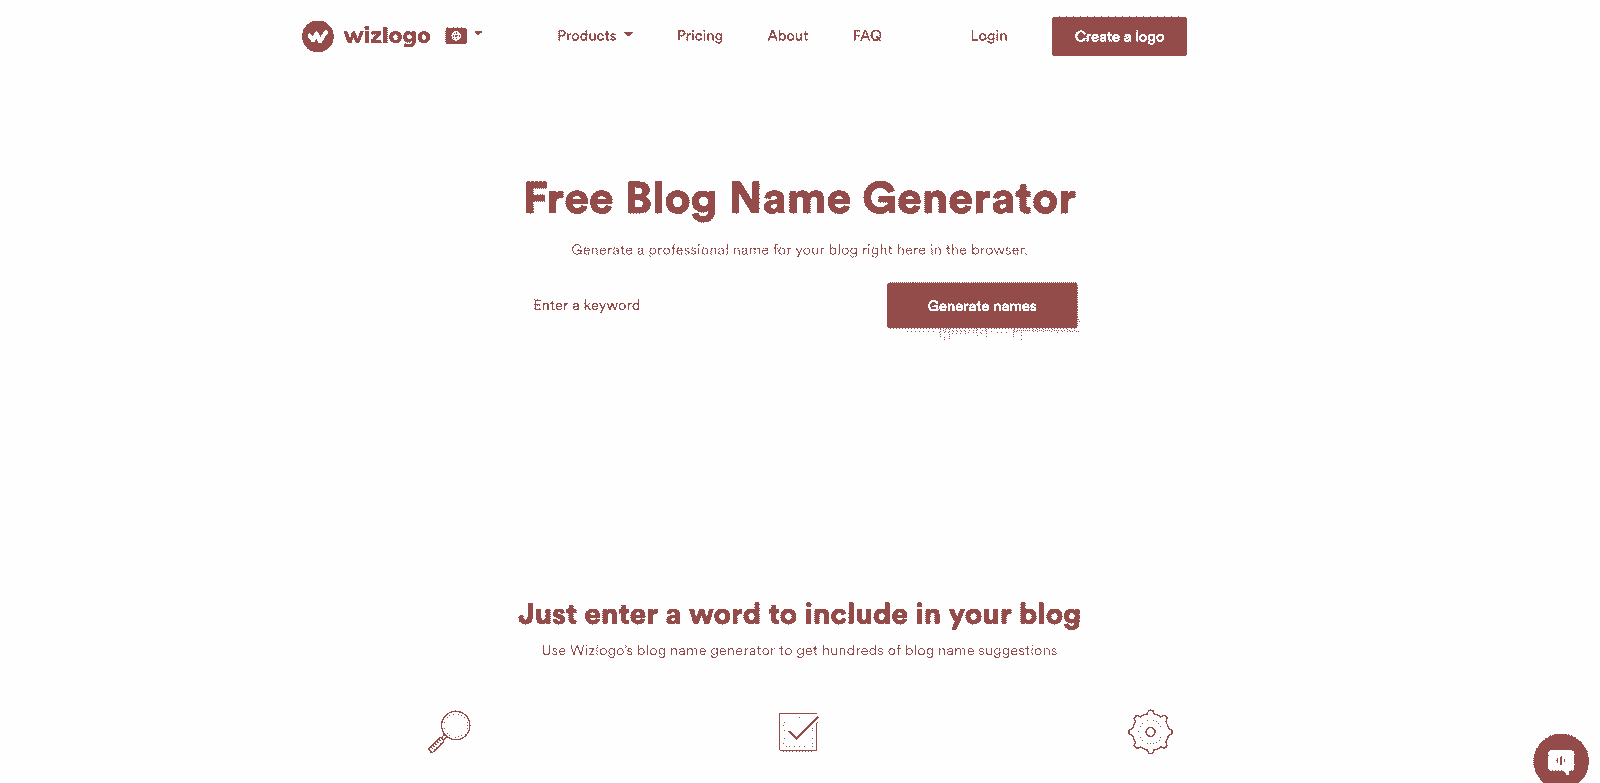 wizlogo Products Pricing About FAQ Login Create a logo
Free Blog Name Generator
Generate a professional name for your blog right here in the browser.
Enter a keyword Generate names
Just enter a word to include in your blog
Use Wizlogo's blog name generator to get hundreds of blog name suggestions